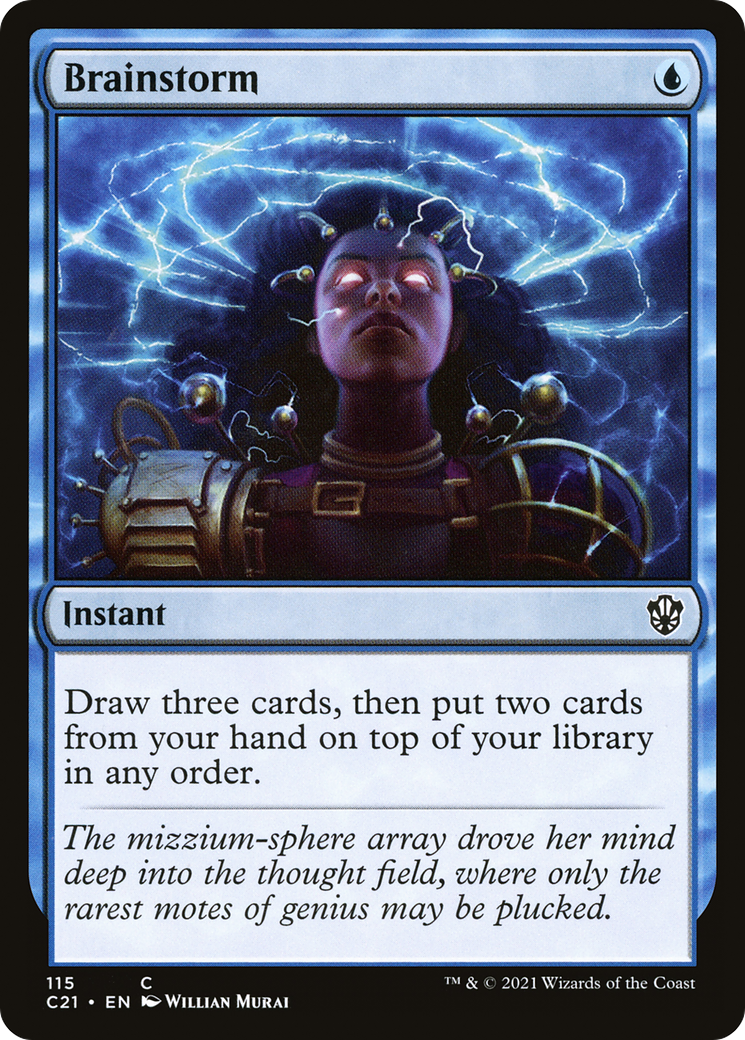 Brainstorm
Instant
Draw three cards, then put two cards
from your hand on top of your library
in any order.
The mizzium-sphere array drove her mind
deep into the thought field, where only the
rarest motes of genius may be plucked.
115 C
C21 • EN Willian Murai
™ & © 2021 Wizards of the Coast